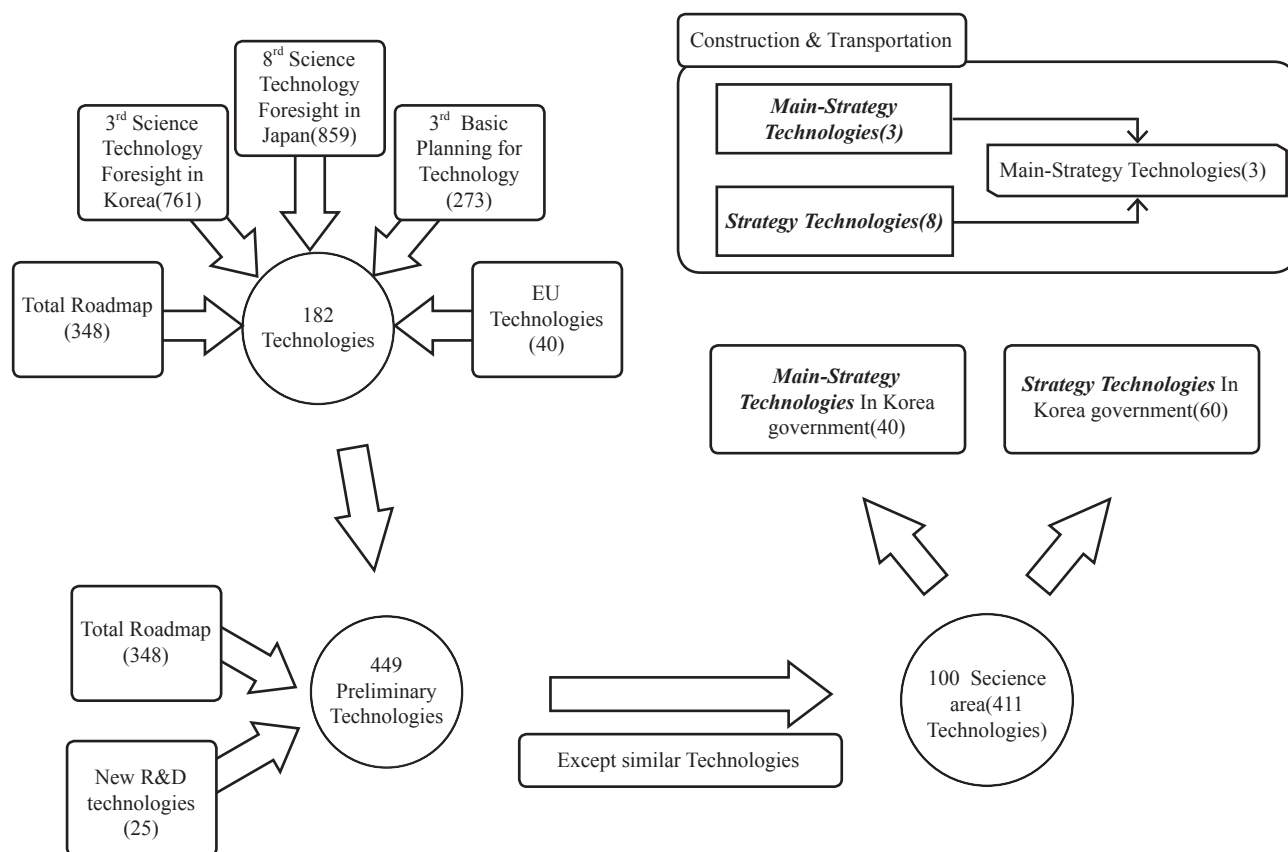 8rd Science
Technology
Foresight in
Japan(859)
3rd Science
Technology
Foresight in
Korea(761)
3rd Basic
Planning for
Technology
(273)
Total Roadmap
(348)
182
Technologies
EU
Technologies
(40)
Construction & Transportation
Main-Strategy
Technologies(3)
Main-Strategy Technologies(3)
Strategy Technologies(8)
Main-Strategy
Technologies In Korea
government(40)
Strategy Technologies In
Korea government(60)
Total Roadmap
(348)
449
Preliminary
Technologies
New R&D
technologies
(25)
Except similar Technologies
100 Secience
area(411
Technologies)